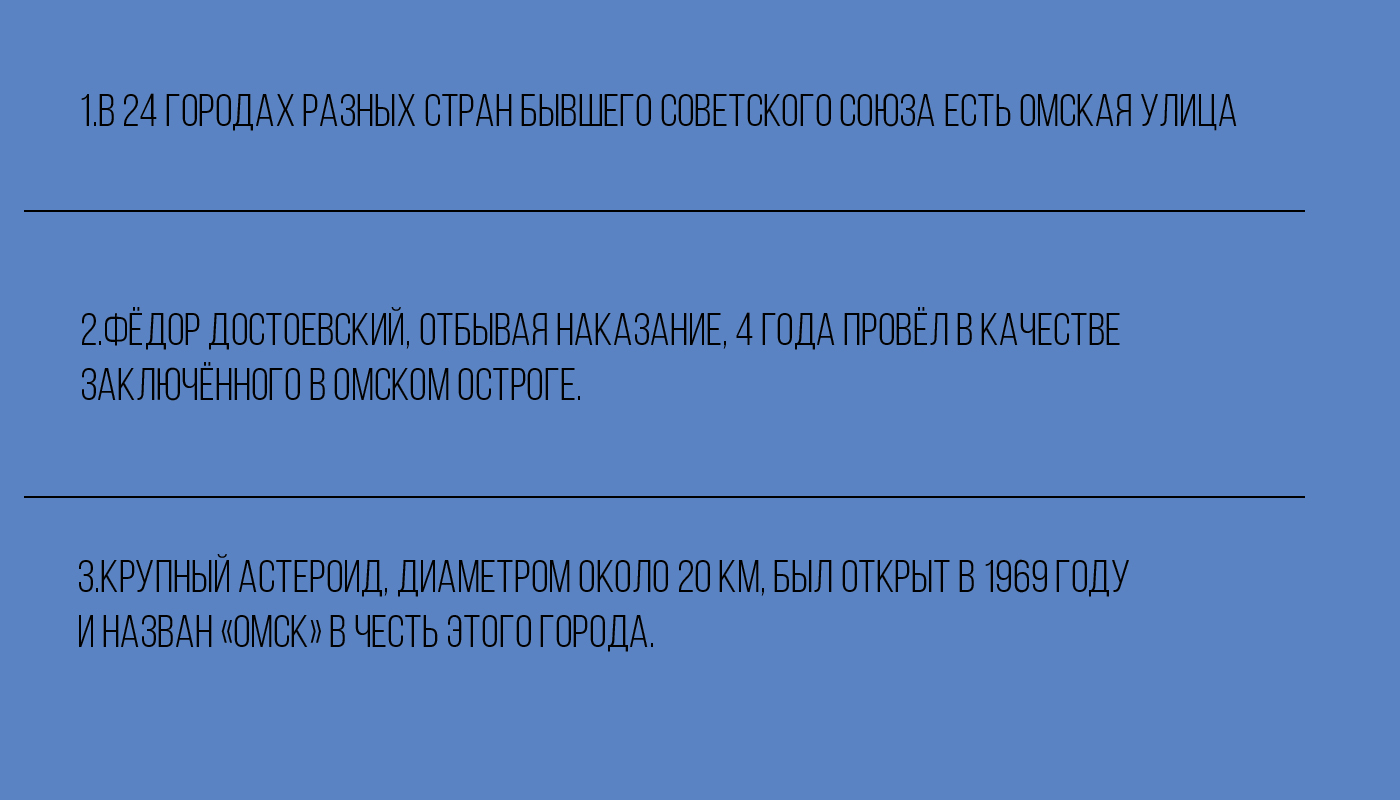 1.В 24 ГОРОДАХ РАЗНЫХ СТРАН БЫВШЕГО СОВЕТСКОГО СОЮЗА ЕСТЬ ОМСКАЯ УЛИЦА
2.ФЁДОР ДОСТОЕВСКИЙ, ОТБЫВАЯ НАКАЗАНИЕ, 4 ГОДА ПРОВЁЛ В КАЧЕСТВЕ
ЗАКЛЮЧЁННОГО В ОМСКОМ ОСТРОГЕ.
3.КРУПНЫЙ АСТЕРОИД, ДИАМЕТРОМ ОКОЛО 20 КМ, БЫЛ ОТКРЫТ В 1969 ГОДУ
И НАЗВАН «ОМСК» В ЧЕСТЬ ЭТОГО ГОРОДА.